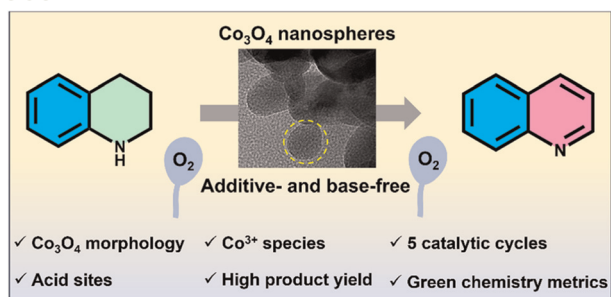 Co₃O₄ nanospheres
N
H
O₂
O₂
N
Additive- and base-free
✓ Co₃O₄ morphology ✓ Co³⁺ species ✓ 5 catalytic cycles
✓ Acid sites ✓ High product yield ✓ Green chemistry metrics